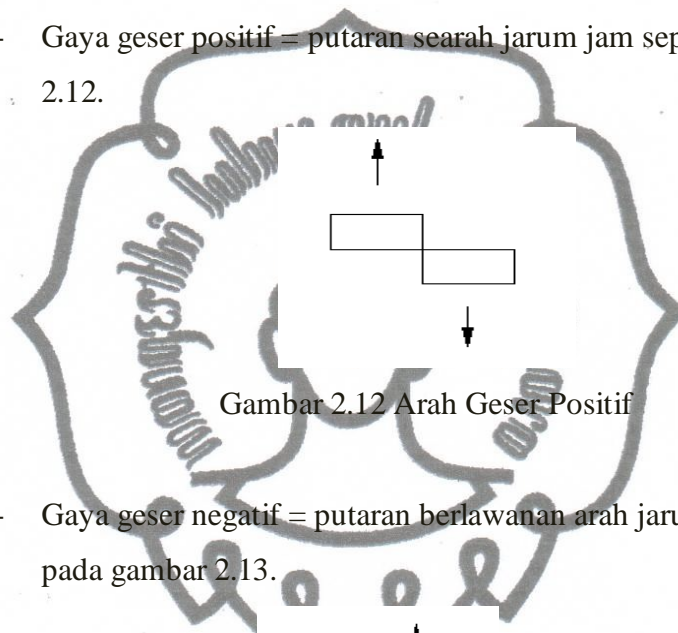 - Gaya geser positif = putaran searah jarum jam sep
2.12.
Gambar 2.12 Arah Geser Positif
- Gaya geser negatif = putaran berlawanan arah jaru
pada gambar 2.13.